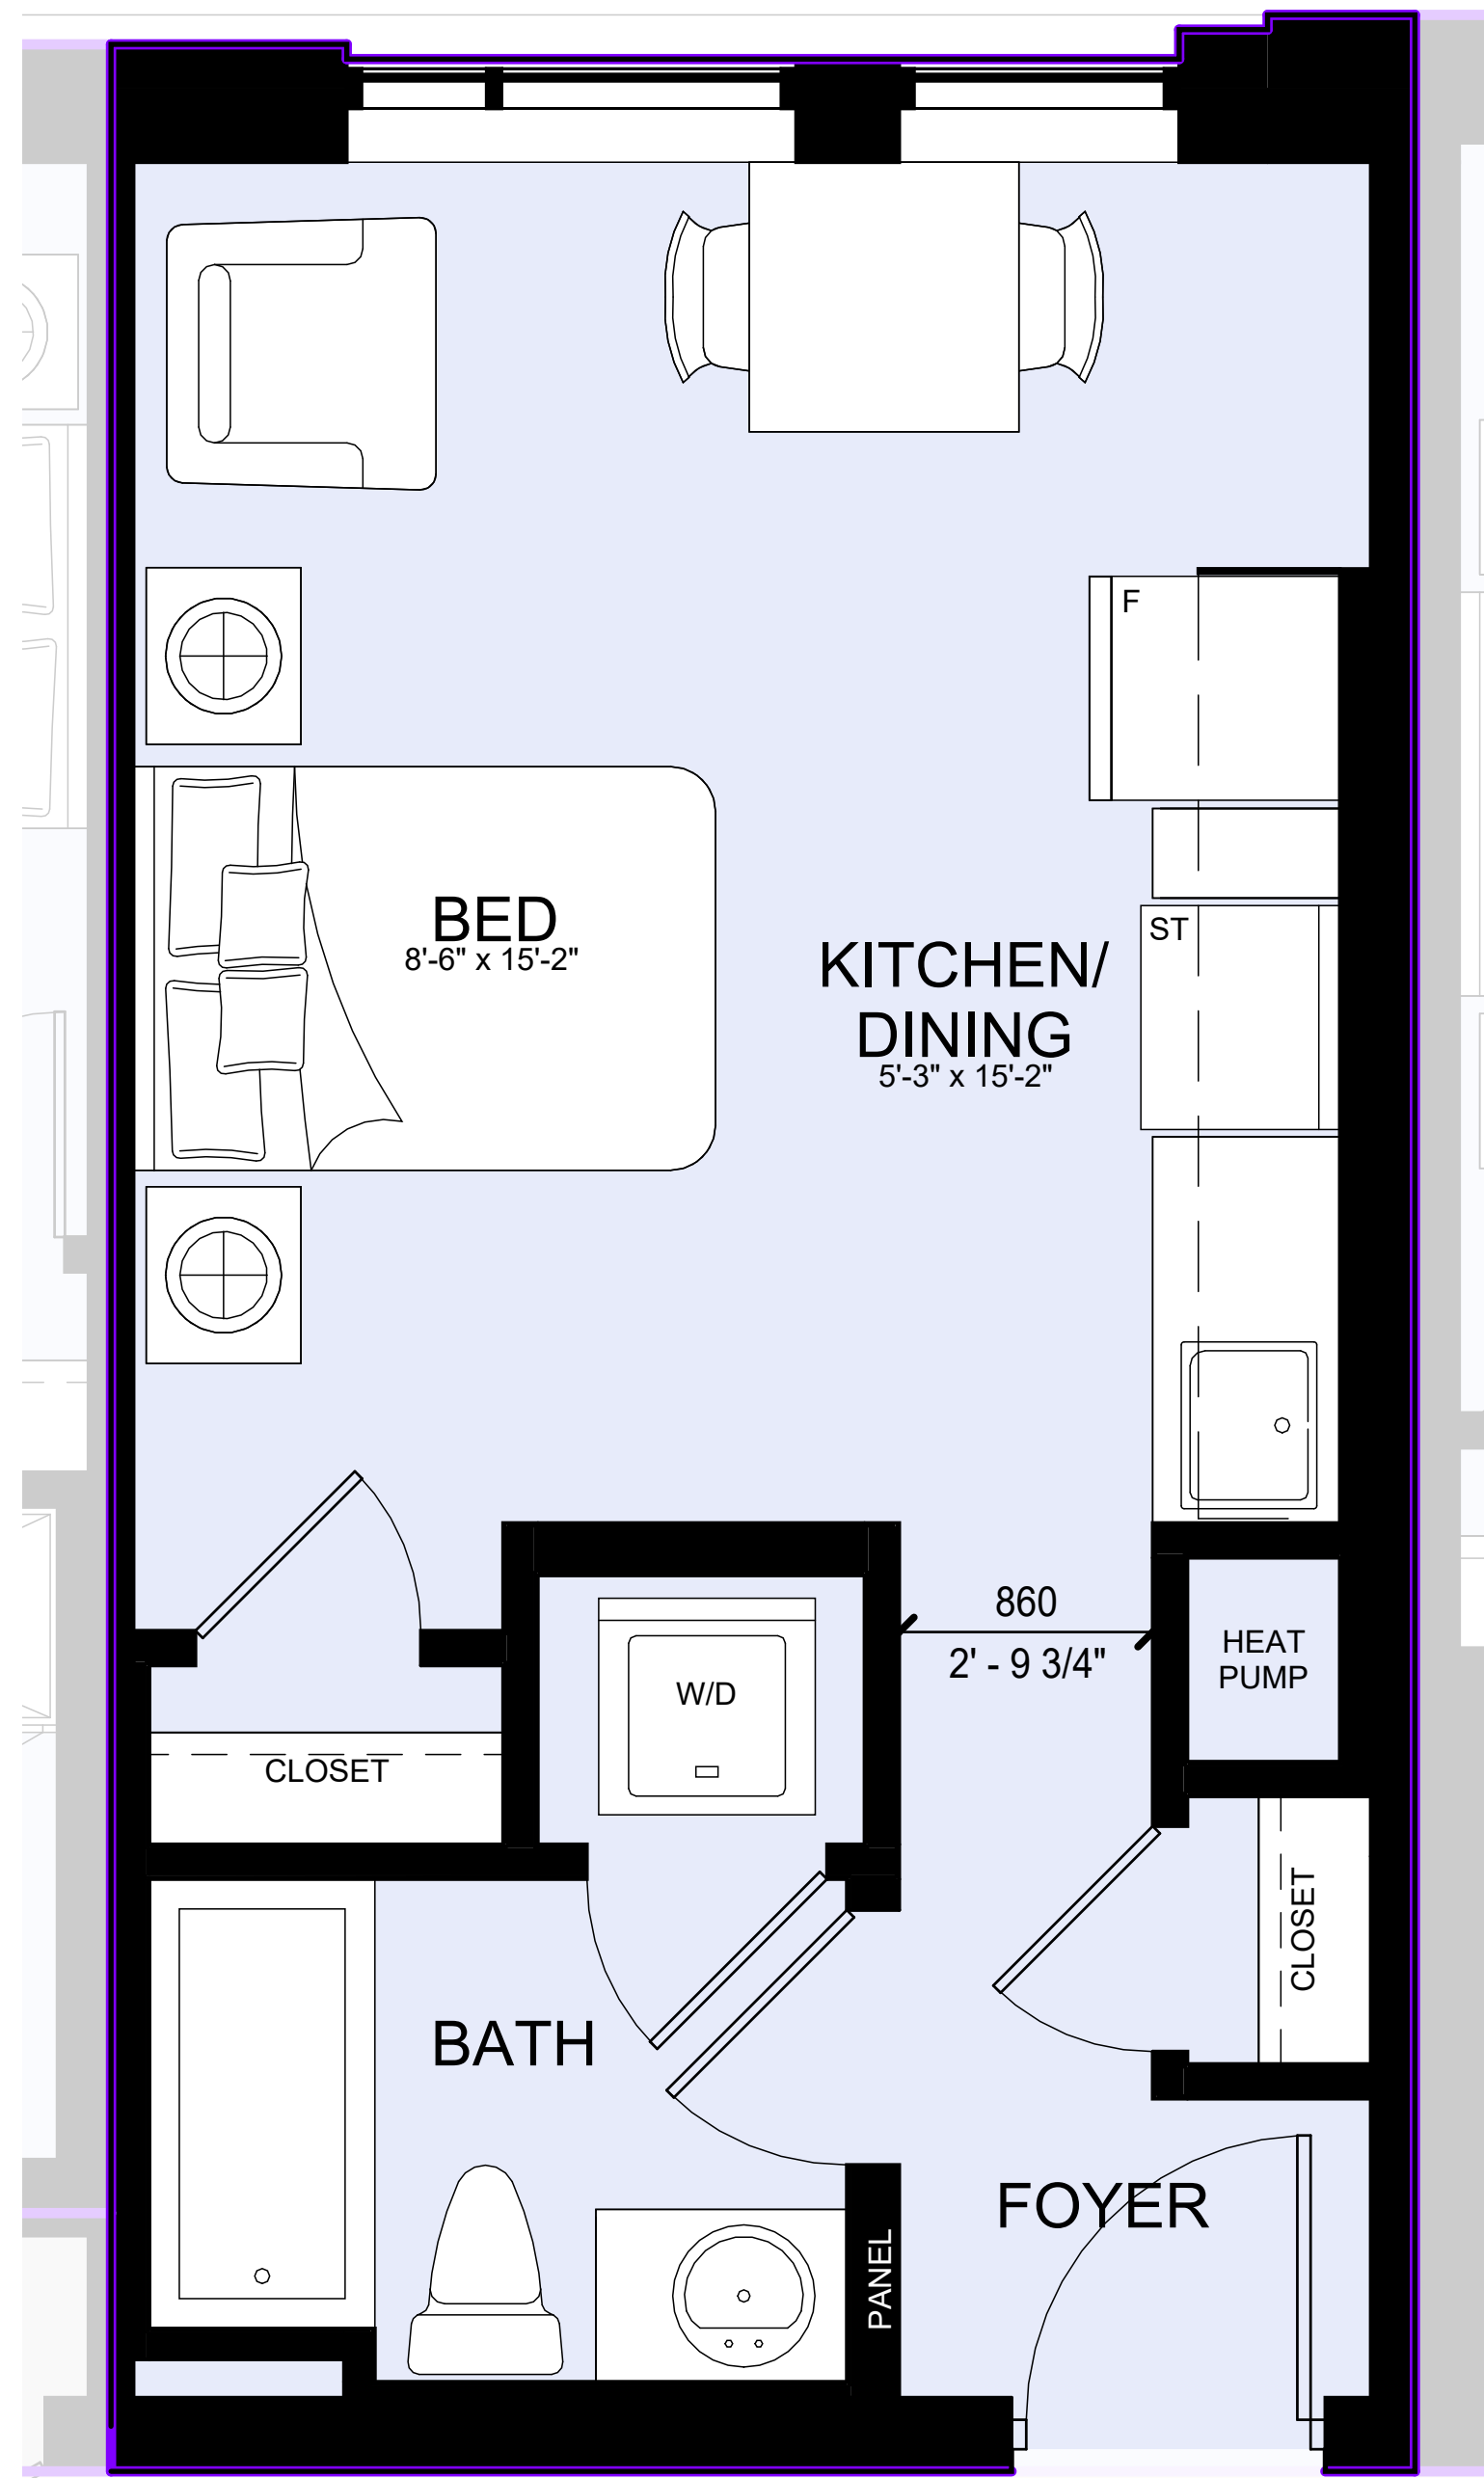 F
BED
8'-6" x 15'-2"
ST
KITCHEN/
DINING
5'-3" x 15'-2"
860
2' - 9 3/4"
HEAT
PUMP
W/D
CLOSET
CLOSET
BATH
FOYER
PANEL